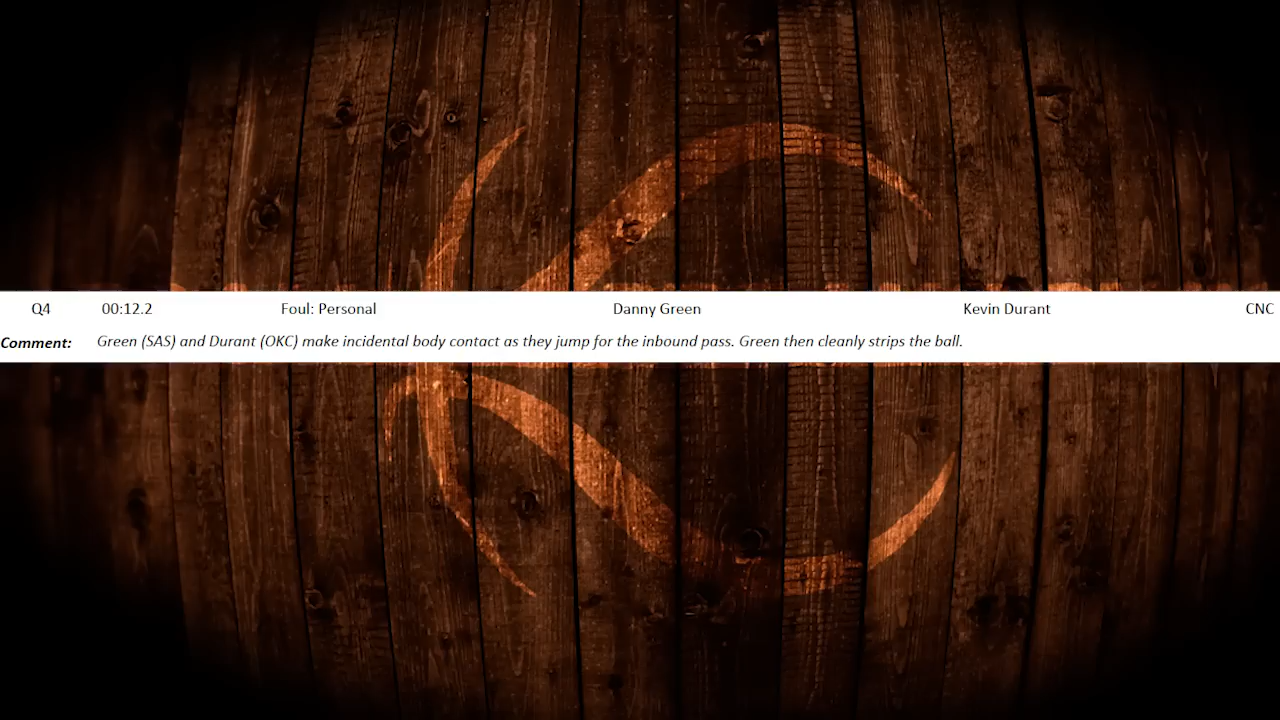 Q4 00:12.2 Foul: Personal Danny Green Kevin Durant CNC
Comment: Green (SAS) and Durant (OKC) make incidental body contact as they jump for the inbound pass. Green then cleanly strips the ball.